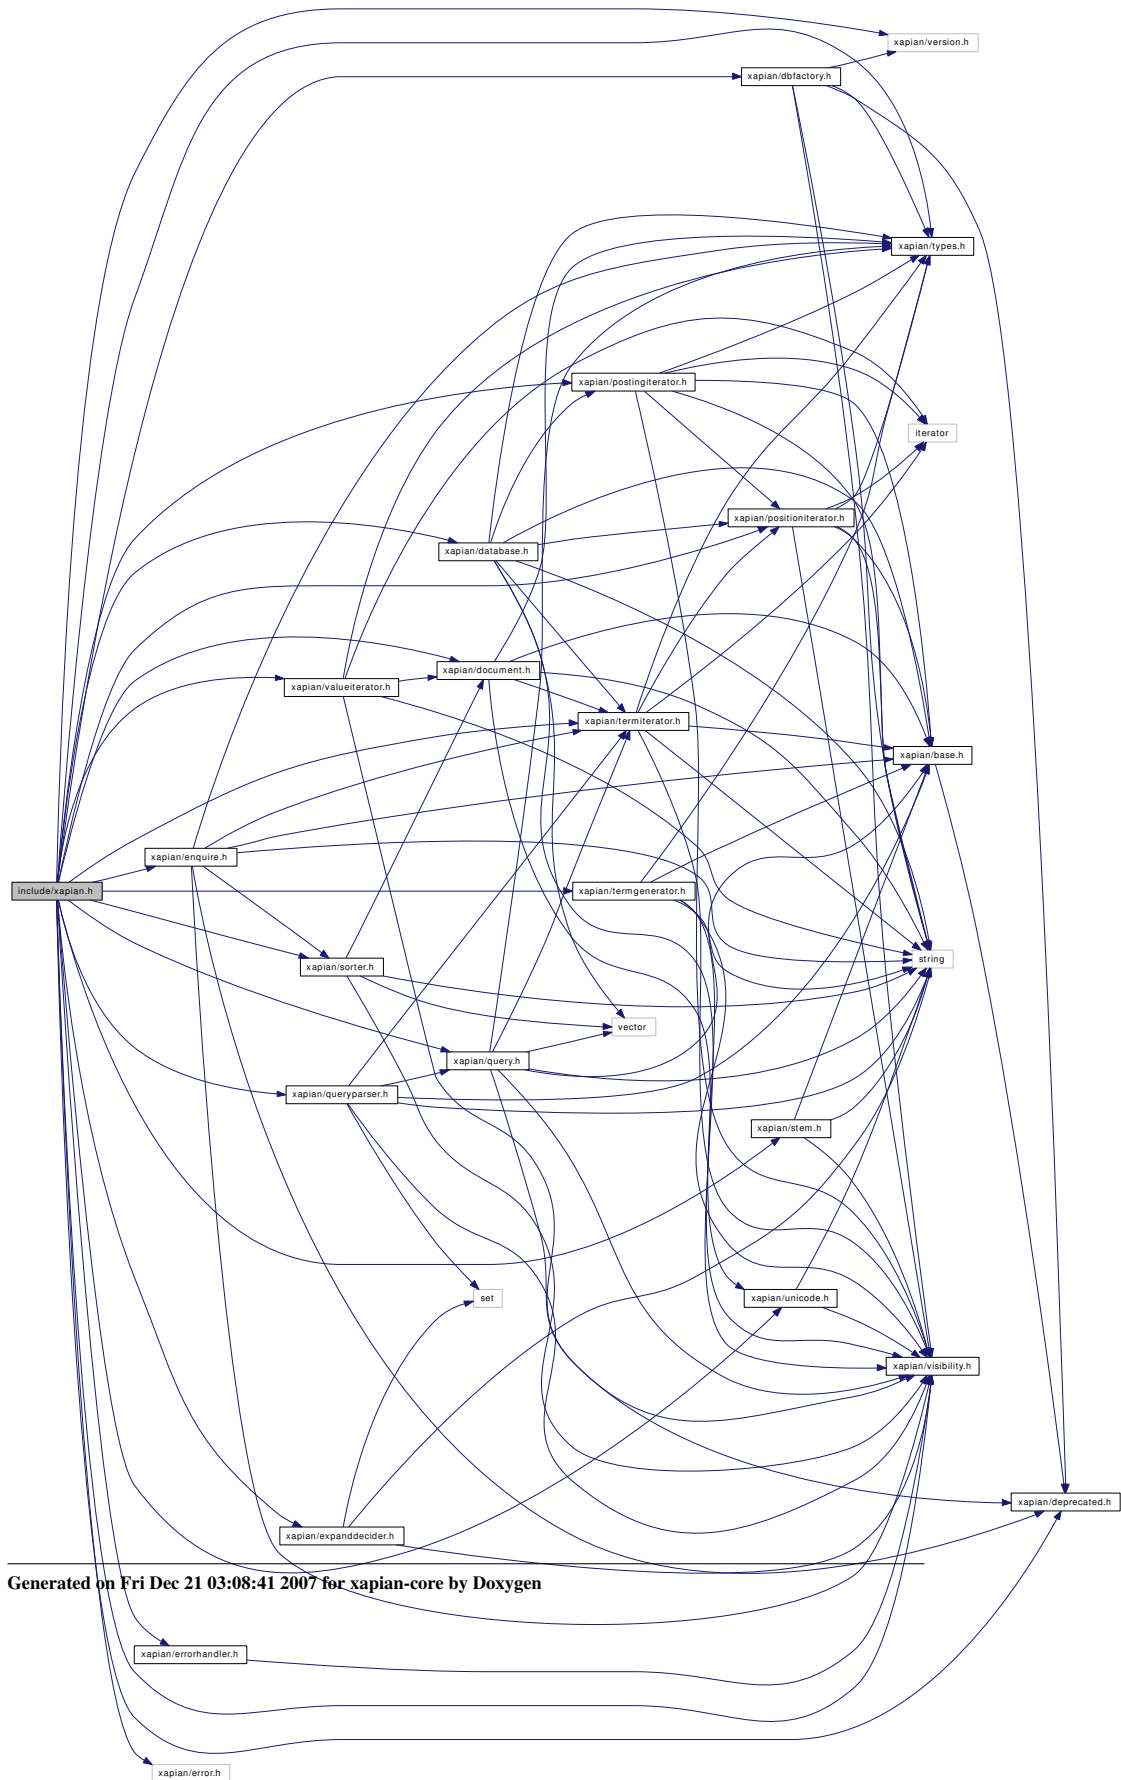 xapian/version.h
xapian/dbfactory.h
xapian/types.h
xapian/postingiterator.h
iterator
xapian/positioniterator.h
xapian/database.h
xapian/document.h
xapian/valueiterator.h
xapian/termiterator.h
xapian/base.h
xapian/enquire.h
include/xapian.h
xapian/termgenerator.h
string
xapian/sorter.h
vector
xapian/query.h
xapian/queryparser.h
xapian/stem.h
set
xapian/unicode.h
xapian/visibility.h
xapian/deprecated.h
xapian/expanddecider.h
Generated on Fri Dec 21 03:08:41 2007 for xapian-core by Doxygen
xapian/errorhandler.h
xapian/error.h